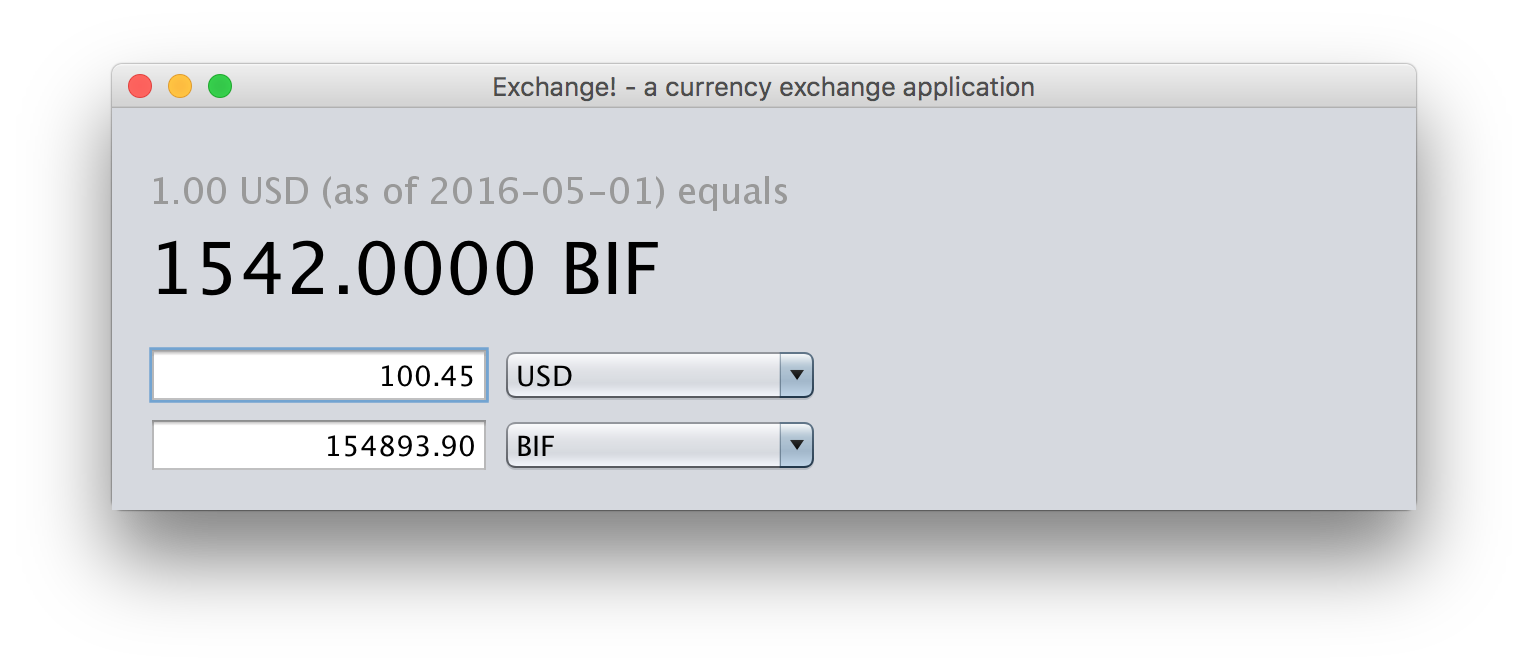 Exchange! - a currency exchange application
1.00 USD (as of 2016-05-01) equals
1542.0000 BIF
100.45 USD
154893.90 BIF